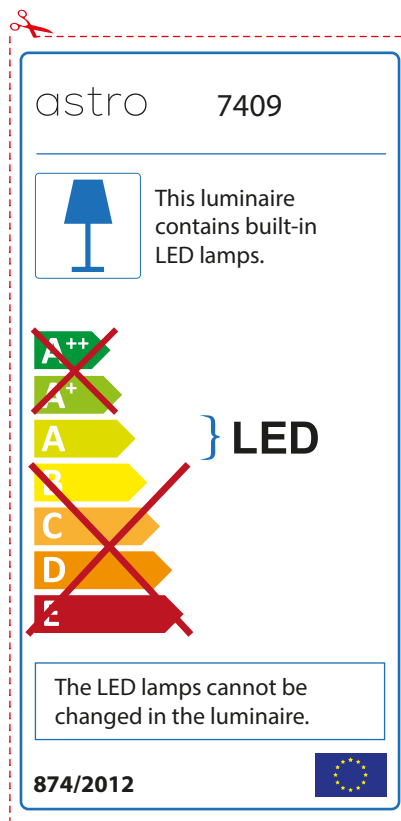 astro 7409
This luminaire
contains built-in
LED lamps.
A++
A+
A
LED
B
C
D
E
The LED lamps cannot be
changed in the luminaire.
874/2012